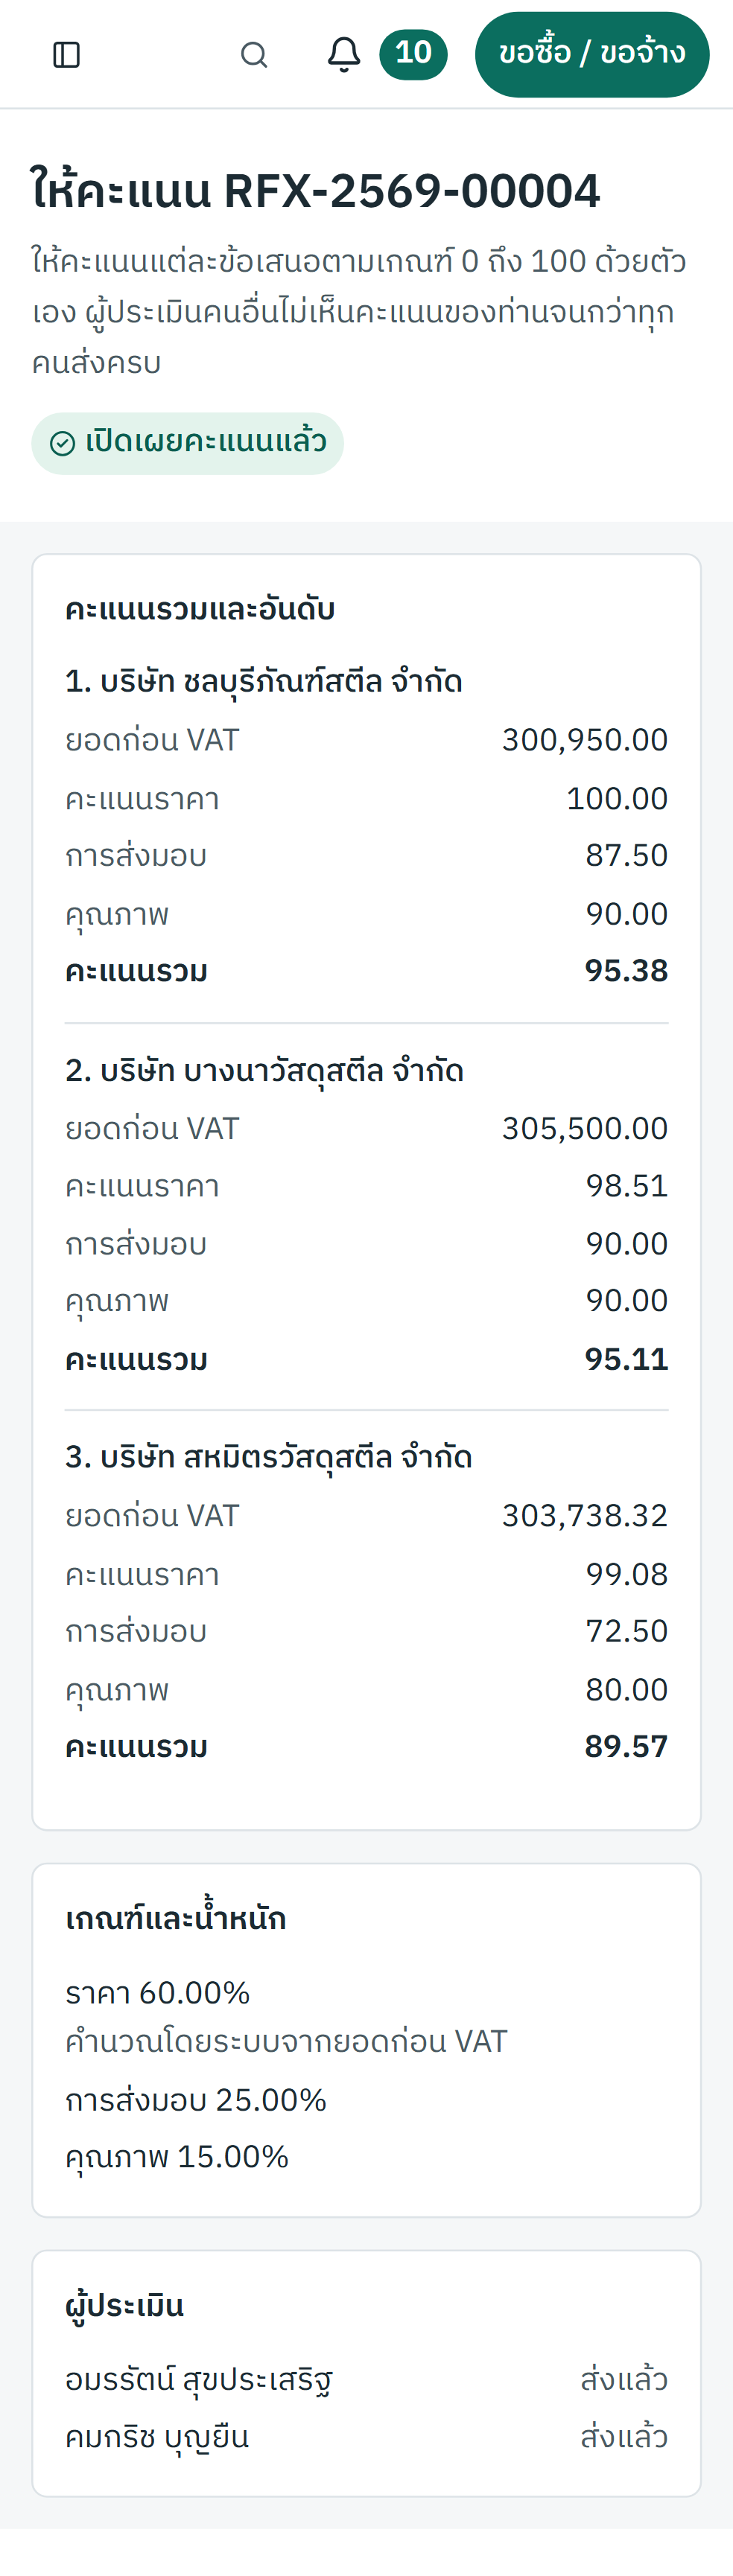 10
ขอซื้อ / ขอจ้าง
ให้คะแนน RFX-2569-00004
ให้คะแนนแต่ละข้อเสนอตามเกณฑ์ 0 ถึง 100 ด้วยตัว
เอง ผู้ประเมินคนอื่นไม่เห็นคะแนนของท่านจนกว่าทุก
คนส่งครบ
เปิดเผยคะแนนแล้ว
คะแนนรวมและอันดับ
1. บริษัท ชลบุรีภัณฑ์สตีล จำกัด
ยอดก่อน VAT 300,950.00
คะแนนราคา 100.00
การส่งมอบ 87.50
คุณภาพ 90.00
คะแนนรวม 95.38
2. บริษัท บางนาวัสดุสตีล จำกัด
ยอดก่อน VAT 305,500.00
คะแนนราคา 98.51
การส่งมอบ 90.00
คุณภาพ 90.00
คะแนนรวม 95.11
3. บริษัท สหมิตรวัสดุสตีล จำกัด
ยอดก่อน VAT 303,738.32
คะแนนราคา 99.08
การส่งมอบ 72.50
คุณภาพ 80.00
คะแนนรวม 89.57
เกณฑ์และน้ำหนัก
ราคา 60.00%
คำนวณโดยระบบจากยอดก่อน VAT
การส่งมอบ 25.00%
คุณภาพ 15.00%
ผู้ประเมิน
อมรรัตน์ สุขประเสริฐ ส่งแล้ว
คมกริช บุญยืน ส่งแล้ว